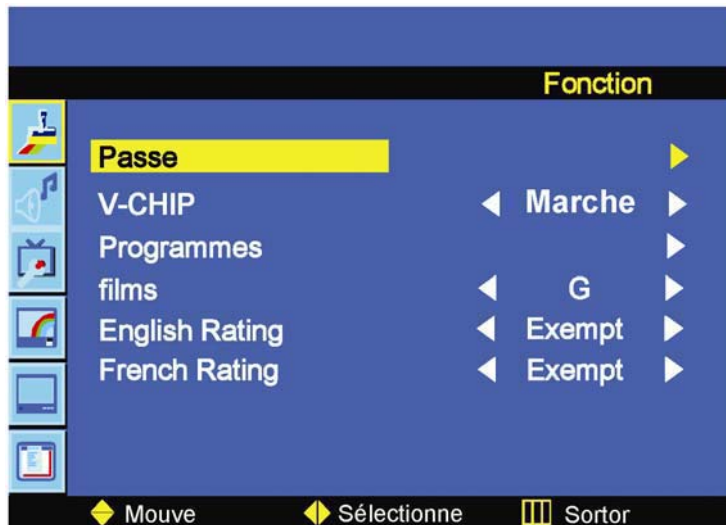 Fonction
Passe
V-CHIP Marche
Programmes
films G
English Rating Exempt
French Rating Exempt
Mouve Sélectionne Sortor